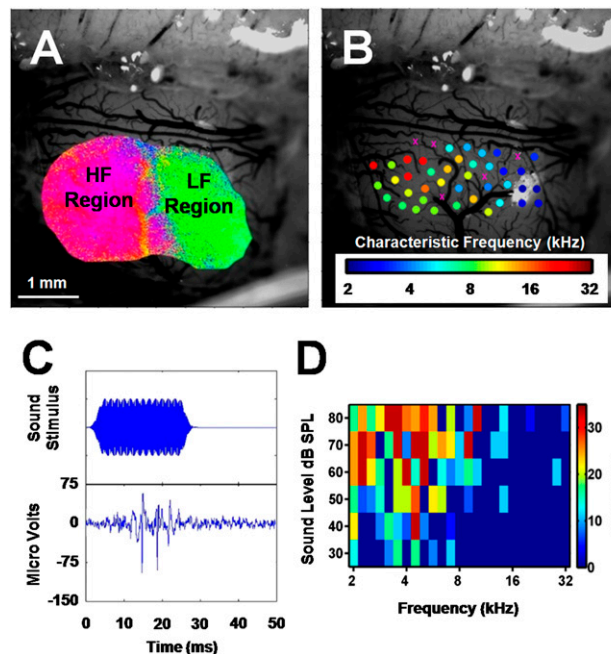 A
HF
Region
LF
Region
1 mm
B
x
x
x
x
x
x
Characteristic Frequency (kHz)
2
4
8
16
32
C
Sound
Stimulus
Micro Volts
75
0
-75
-150
0
10
20
30
40
50
Time (ms)
D
Sound Level dB SPL
80
70
60
50
40
30
2
4
8
16
32
Frequency (kHz)
35
30
20
10
0